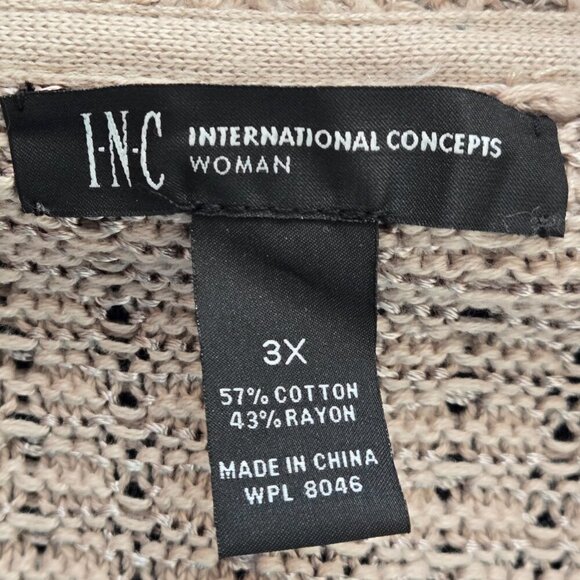 I·N·C INTERNATIONAL CONCEPTS
WOMAN
3X
57% COTTON
43% RAYON
MADE IN CHINA
WPL 8046